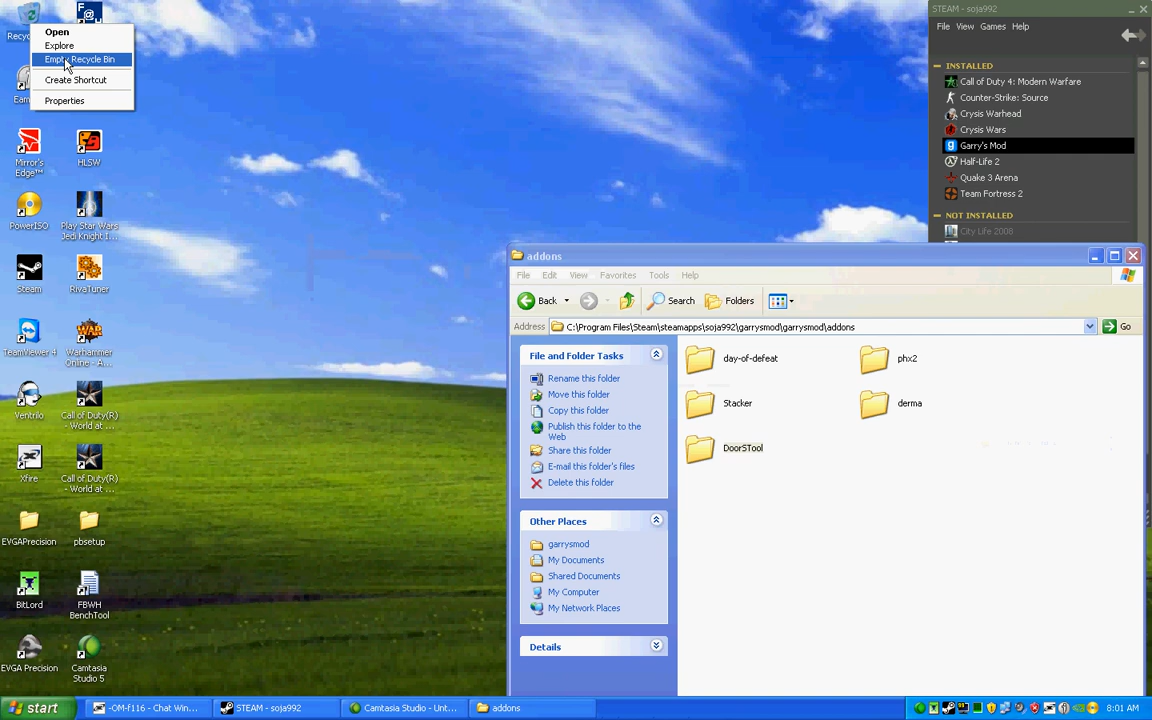 Recyc
F
@
Open
Explore
Empty Recycle Bin
Create Shortcut
Properties
Mirror's
Edge™
HLSW
PowerISO
Play Star Wars
Jedi Knight I...
Steam
RivaTuner
TeamViewer 4
Warhammer
Online - A...
Ventrilo
Call of Duty(R)
- World at ...
Xfire
Call of Duty(R)
- World at ...
EVGAPrecision
pbsetup
BitLord
FBWH
BenchTool
EVGA Precision
Camtasia
Studio 5
STEAM - soja992
File View Games Help
INSTALLED
Call of Duty 4: Modern Warfare
Counter-Strike: Source
Crysis Warhead
Crysis Wars
Garry's Mod
Half-Life 2
Quake 3 Arena
Team Fortress 2
NOT INSTALLED
City Life 2008
addons
File Edit View Favorites Tools Help
Back Search Folders
Address C:\Program Files\Steam\steamapps\soja992\garrysmod\garrysmod\addons Go
File and Folder Tasks
Rename this folder
Move this folder
Copy this folder
Publish this folder to the
Web
Share this folder
E-mail this folder's files
Delete this folder
Other Places
garrysmod
My Documents
Shared Documents
My Computer
My Network Places
Details
day-of-defeat phx2
Stacker derma
DoorSTool
start -OM-f116 - Chat Win... STEAM - soja992 Camtasia Studio - Unt... addons 8:01 AM